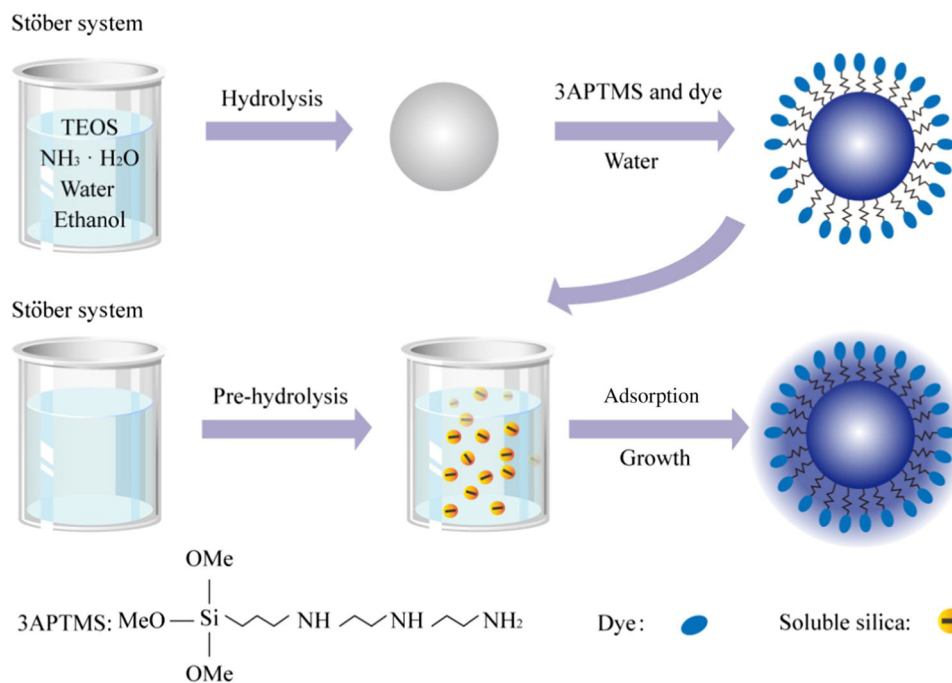 Stöber system
TEOS
NH₃ · H₂O
Water
Ethanol
Hydrolysis
3APTMS and dye
Water
Stöber system
Pre-hydrolysis
Adsorption
Growth
3APTMS: MeO — Si NH NH NH₂
OMe
OMe
Dye:
Soluble silica: